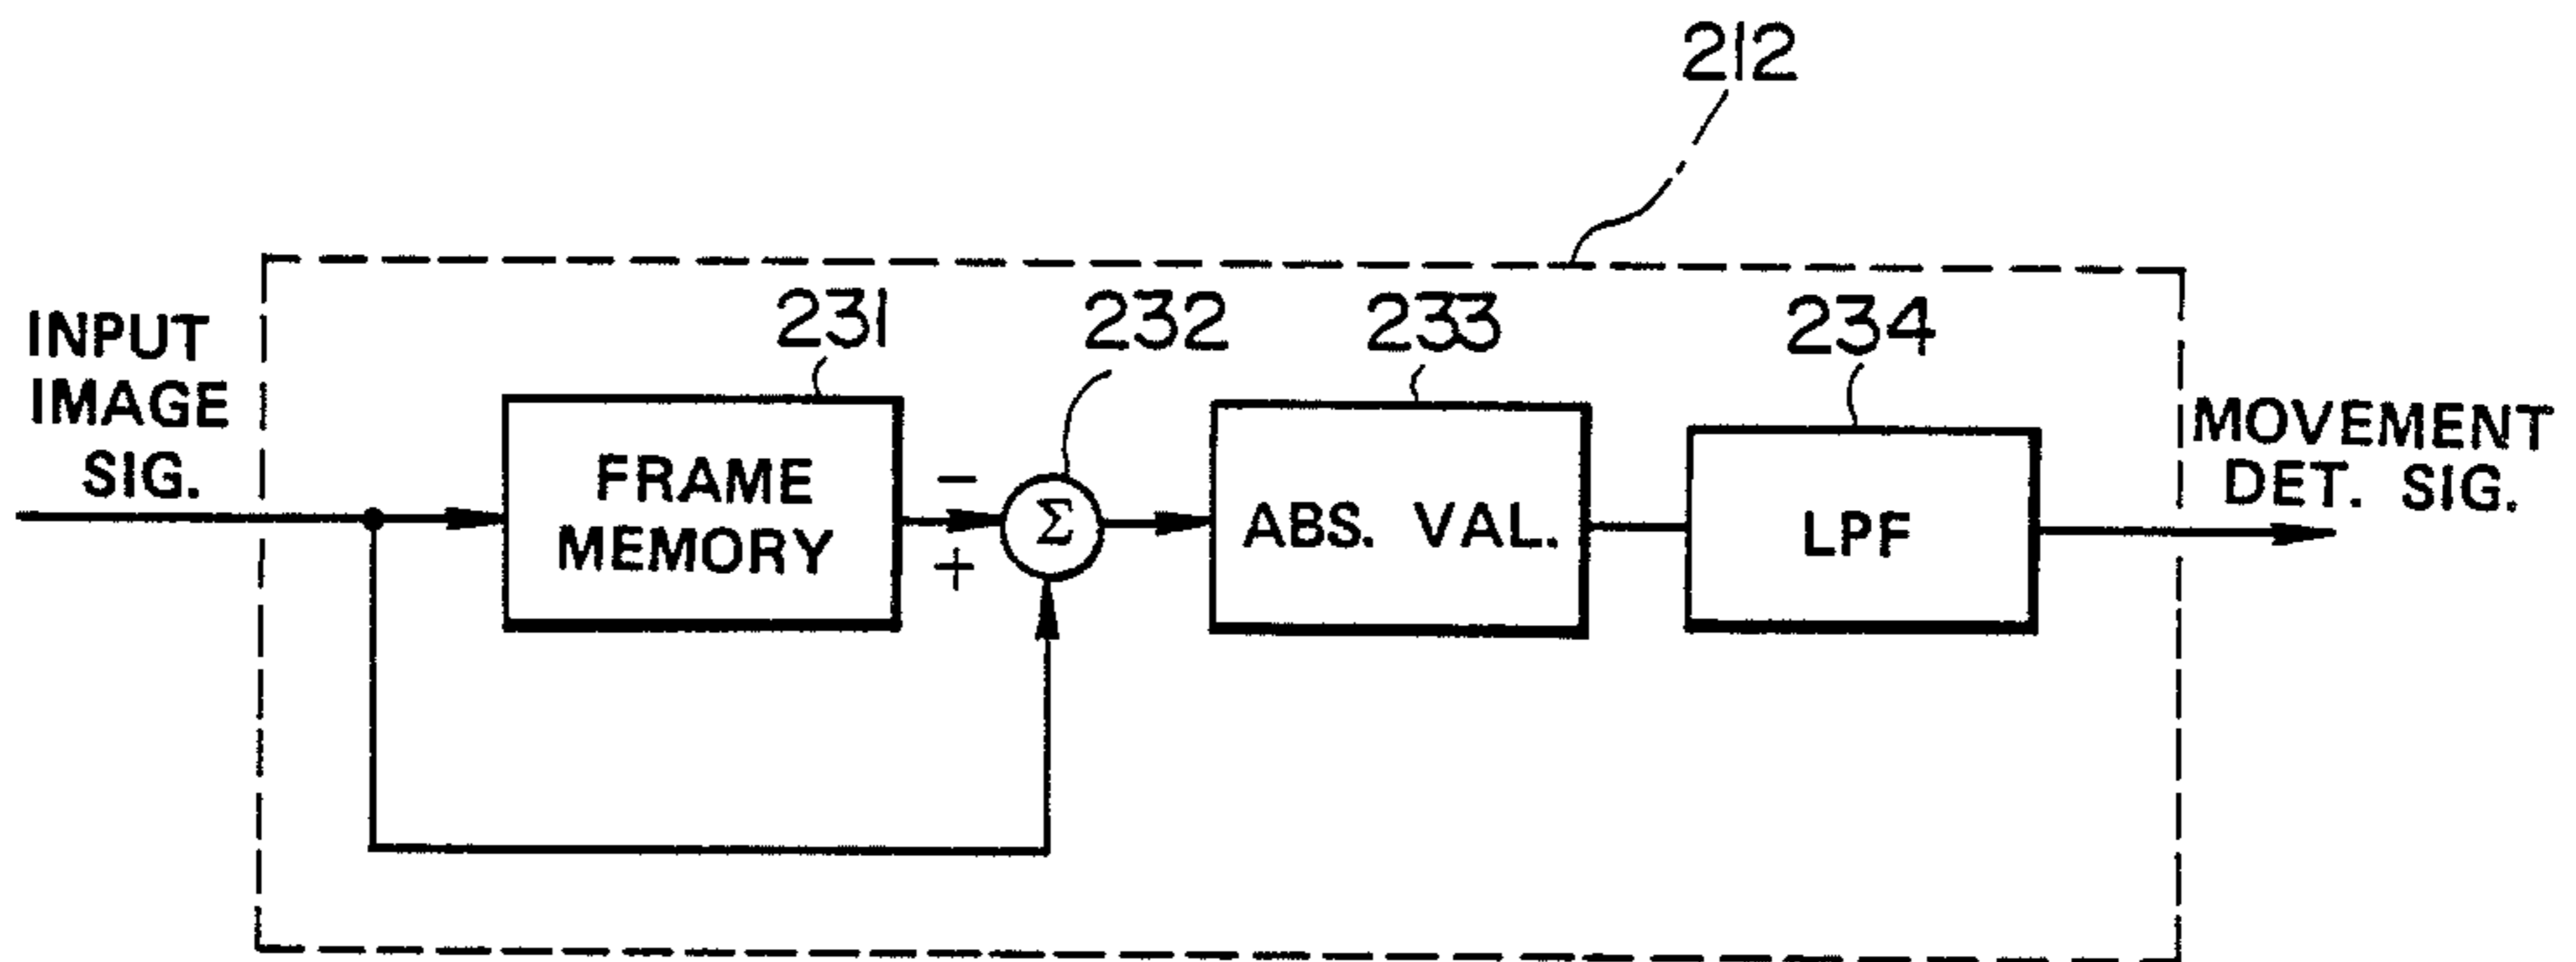 212
231
232
233
234
INPUT
IMAGE
SIG.
FRAME
MEMORY
−
+
Σ
ABS. VAL.
LPF
MOVEMENT
DET. SIG.